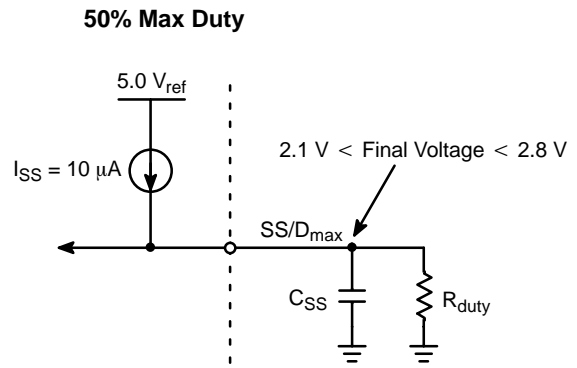 50% Max Duty
5.0 Vref
ISS = 10 μA
2.1 V < Final Voltage < 2.8 V
SS/Dmax
CSS
Rduty